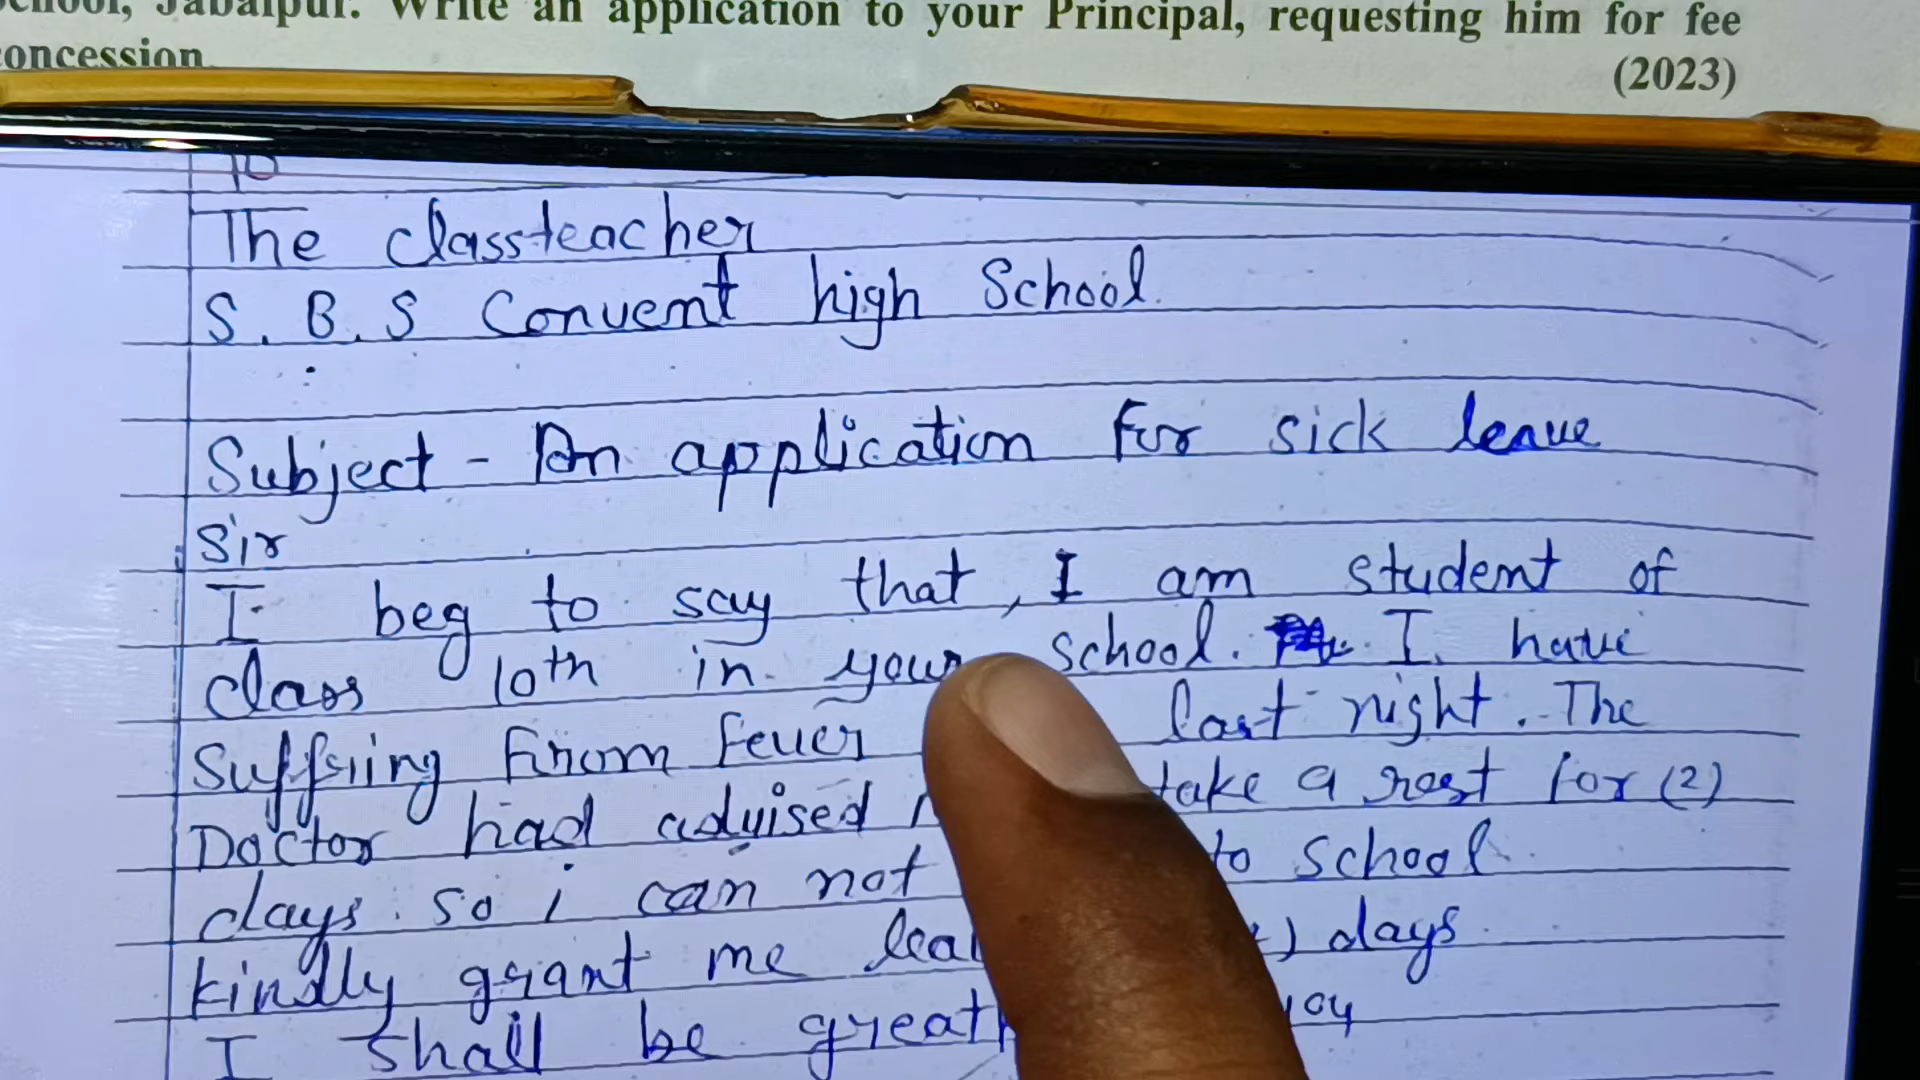 School, Jabalpur. Write an application to your Principal, requesting him for fee
concession
(2023)
To
The classteacher
S. B. S Convent high School.
Subject - An application for sick leave
Sir
I beg to say that, I am student of
class 10th in your school. I have
suffring from fever last night. The
Doctor had advised take a rest for (2)
days. so i can not to school
kindly grant me days
I shall be